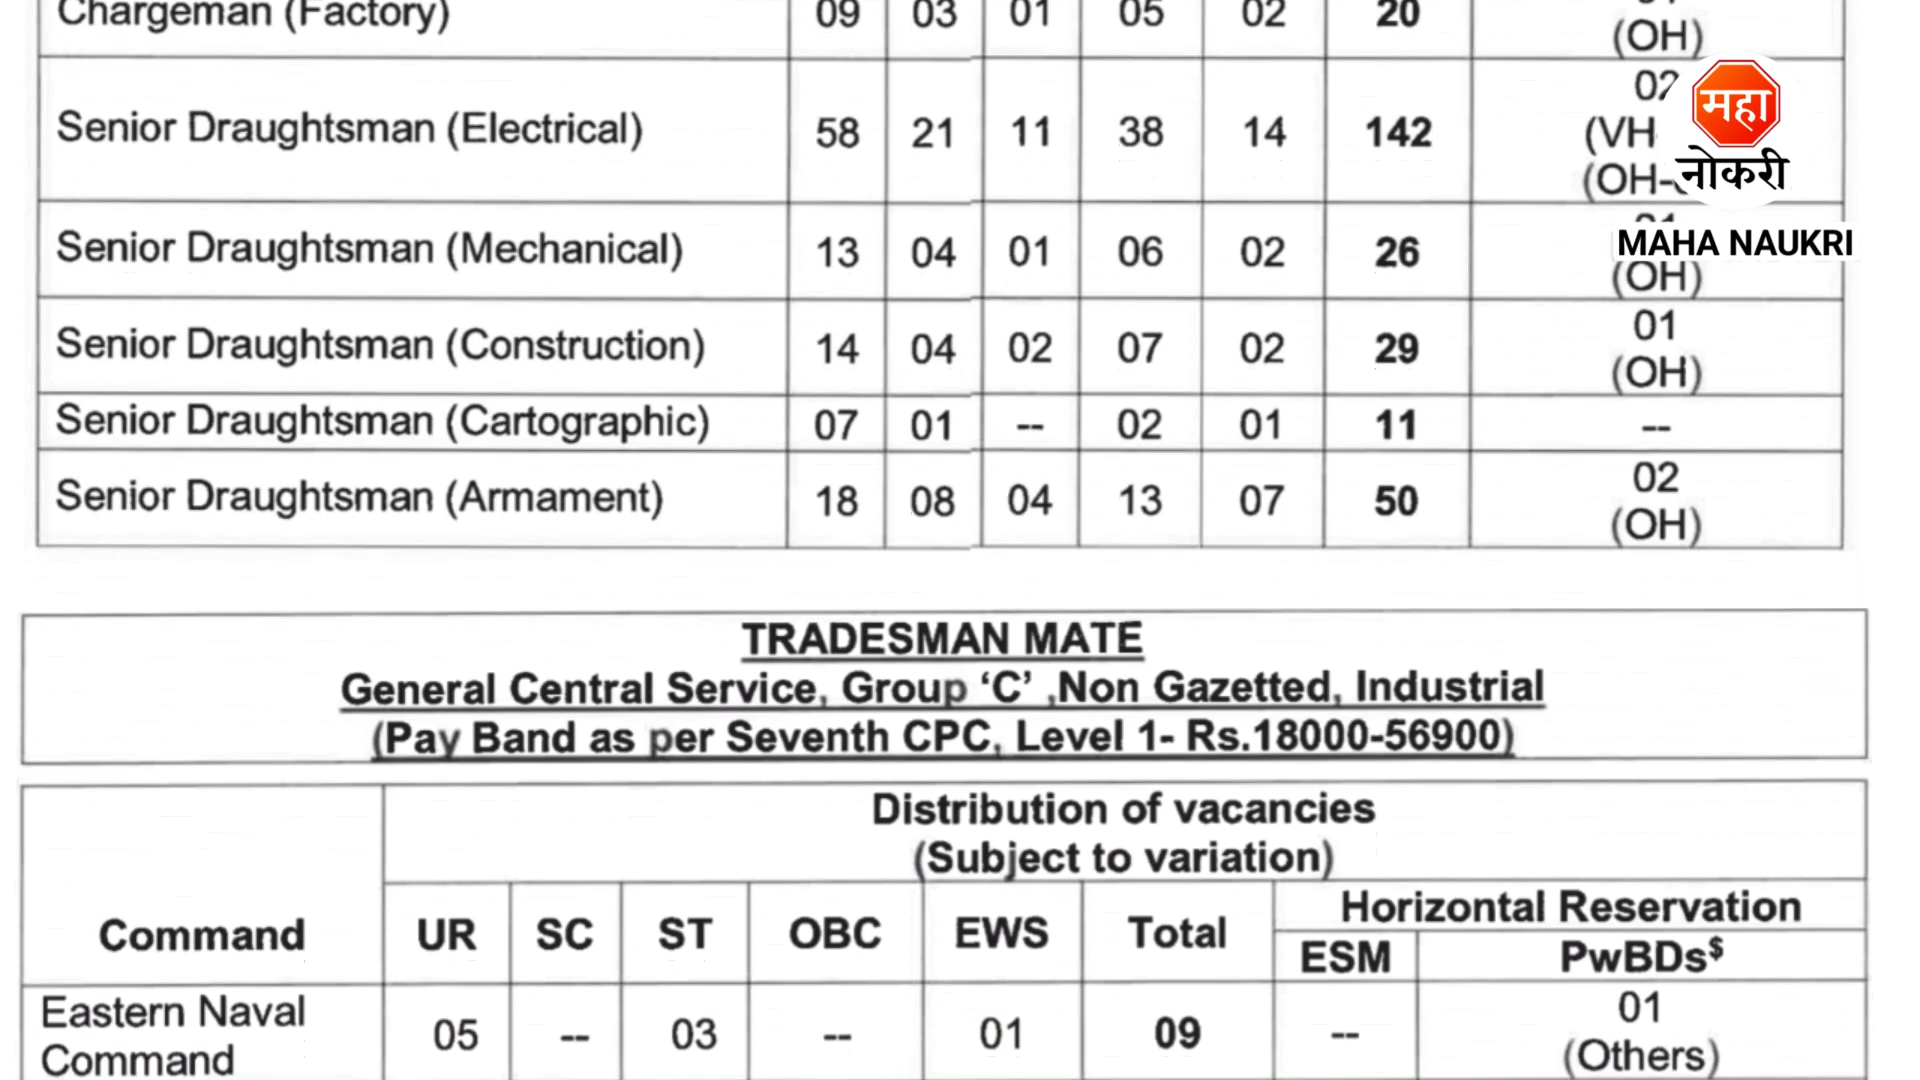 Chargeman (Factory) 09 03 01 05 02 20
(OH)
Senior Draughtsman (Electrical) 58 21 11 38 14 142 02
(VH
(OH-
Senior Draughtsman (Mechanical) 13 04 01 06 02 26
(OH)
Senior Draughtsman (Construction) 14 04 02 07 02 29 01
(OH)
Senior Draughtsman (Cartographic) 07 01 -- 02 01 11 --
Senior Draughtsman (Armament) 18 08 04 13 07 50 02
(OH)
महा
नोकरी
MAHA NAUKRI
TRADESMAN MATE
General Central Service, Group ‘C’ ,Non Gazetted, Industrial
(Pay Band as per Seventh CPC, Level 1- Rs.18000-56900)
Distribution of vacancies
(Subject to variation)
Command UR SC ST OBC EWS Total Horizontal Reservation
ESM PwBDs$
Eastern Naval
Command 05 -- 03 -- 01 09 -- 01
(Others)